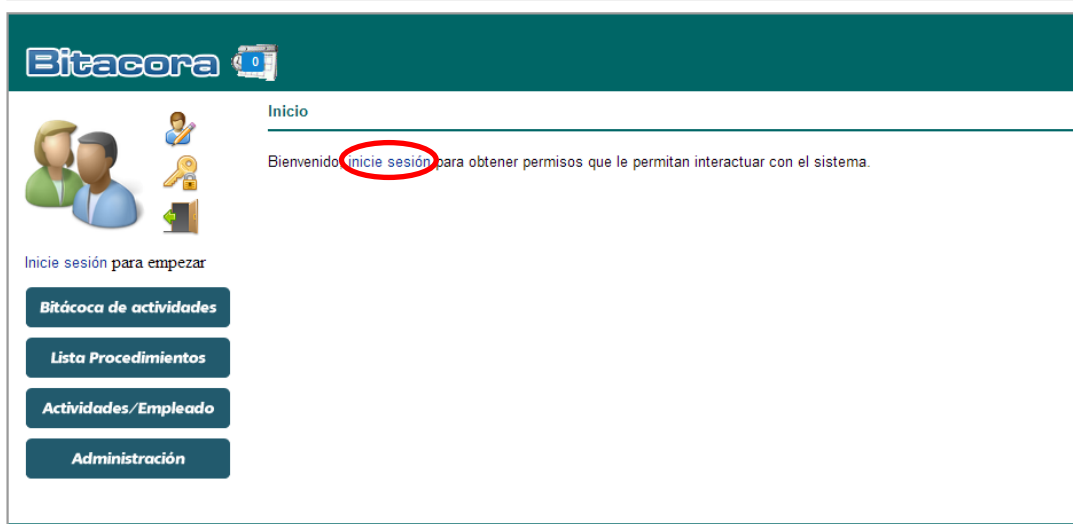 Bitacora
0
Inicio
Bienvenido, inicie sesión para obtener permisos que le permitan interactuar con el sistema.
Inicie sesión para empezar
Bitácoca de actividades
Lista Procedimientos
Actividades/Empleado
Administración